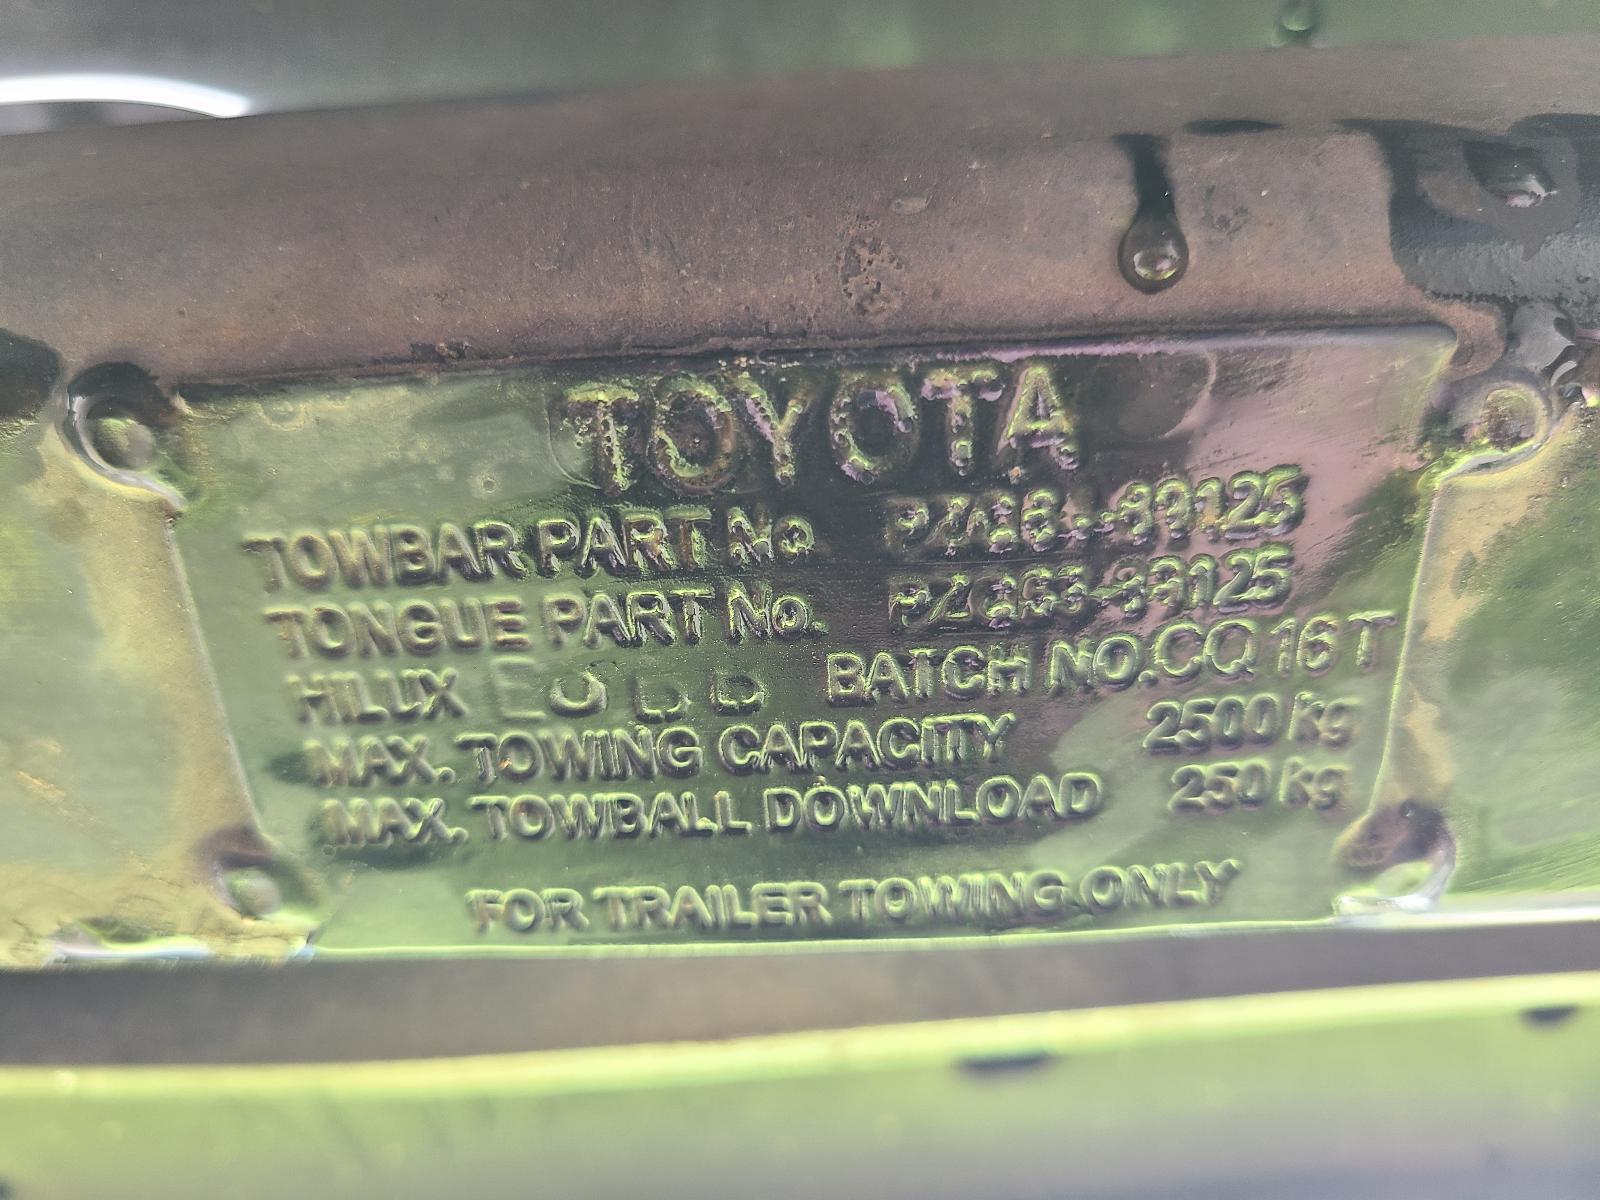 TOYOTA
TOWBAR PART No.
TONGUE PART No.
HILUX BATCH NO. CQ 16 T
MAX. TOWING CAPACITY 2500 kg
MAX. TOWBALL DOWNLOAD 250 kg
FOR TRAILER TOWING ONLY